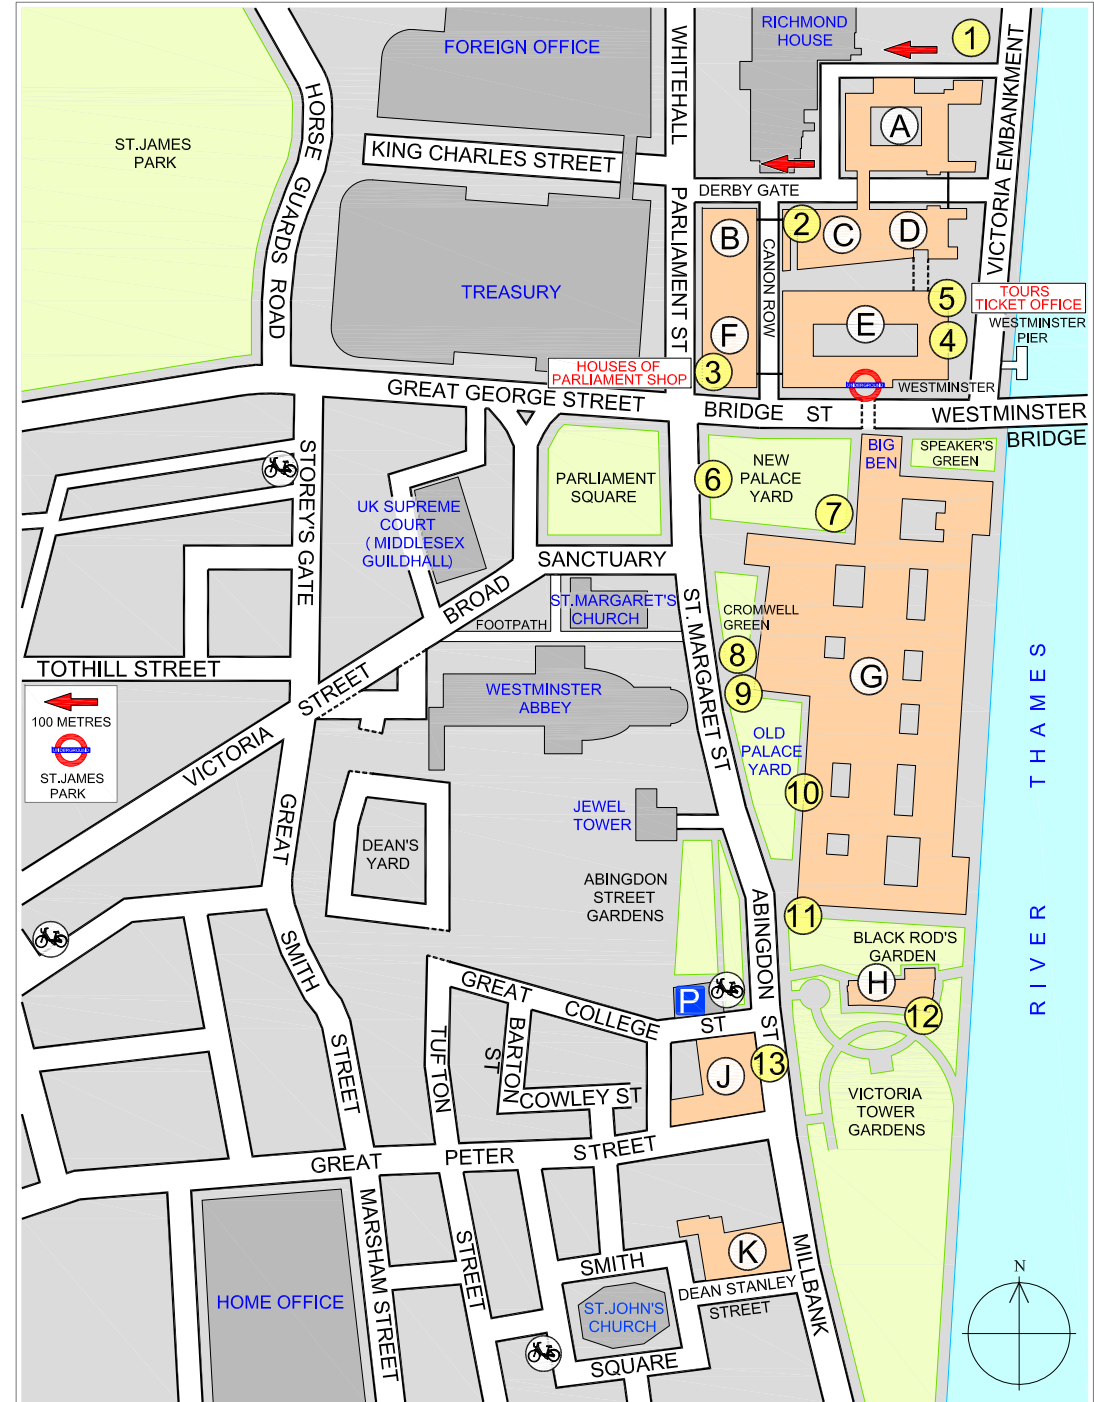 RICHMOND
HOUSE
1
FOREIGN OFFICE
WHITEHALL
HORSE GUARDS ROAD
VICTORIA EMBANKMENT
A
ST.JAMES
PARK
KING CHARLES STREET
DERBY GATE
PARLIAMENT ST
B
2
C
D
CANON ROW
TREASURY
5
TOURS
TICKET OFFICE
E
F
4
WESTMINSTER
PIER
HOUSES OF
PARLIAMENT SHOP
3
UNDERGROUND
WESTMINSTER
GREAT GEORGE STREET
BRIDGE ST
WESTMINSTER
BRIDGE
STOREY'S GATE
PARLIAMENT
SQUARE
6
NEW
PALACE
YARD
7
BIG
BEN
SPEAKER'S
GREEN
UK SUPREME
COURT
( MIDDLESEX
GUILDHALL)
BROAD
SANCTUARY
ST.MARGARET'S
CHURCH
FOOTPATH
ST.MARGARET ST
CROMWELL
GREEN
8
9
G
TOTHILL STREET
100 METRES
UNDERGROUND
ST.JAMES
PARK
VICTORIA STREET
WESTMINSTER
ABBEY
OLD
PALACE
YARD
10
RIVER THAMES
GREAT
SMITH
STREET
DEAN'S
YARD
JEWEL
TOWER
ABINGDON
STREET
GARDENS
ABINGDON ST
11
BLACK ROD'S
GARDEN
H
12
P
GREAT COLLEGE ST
TUFTON
STREET
BARTON
ST
COWLEY ST
J
13
VICTORIA
TOWER
GARDENS
GREAT PETER STREET
MARSHAM STREET
K
SMITH
SQUARE
DEAN STANLEY
STREET
MILLBANK
HOME OFFICE
ST.JOHN'S
CHURCH
N